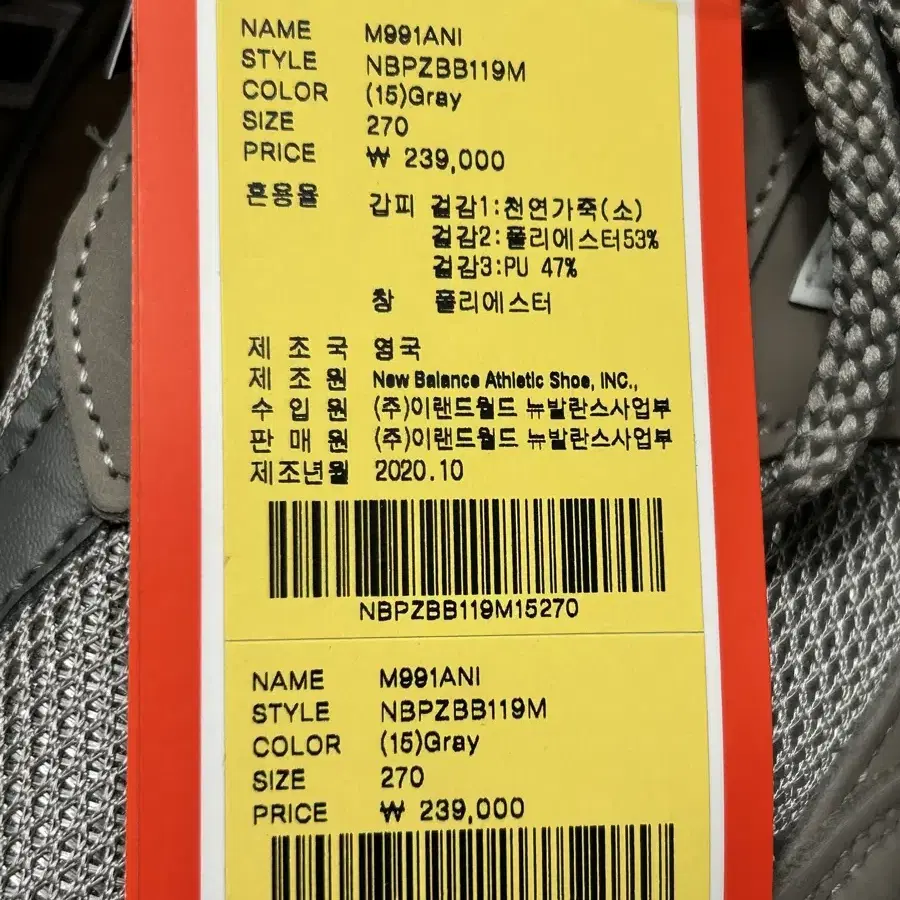 NAME M991ANI
STYLE NBPZBB119M
COLOR (15)Gray
SIZE 270
PRICE ₩ 239,000
혼용율 갑피 겉감1:천연가죽(소)
겉감2:폴리에스터53%
겉감3:PU 47%
창 폴리에스터
제 조 국 영국
제 조 원 New Balance Athletic Shoe, INC.,
수 입 원 (주)이랜드월드 뉴발란스사업부
판 매 원 (주)이랜드월드 뉴발란스사업부
제조년월 2020.10
NBPZBB119M15270
NAME M991ANI
STYLE NBPZBB119M
COLOR (15)Gray
SIZE 270
PRICE ₩ 239,000